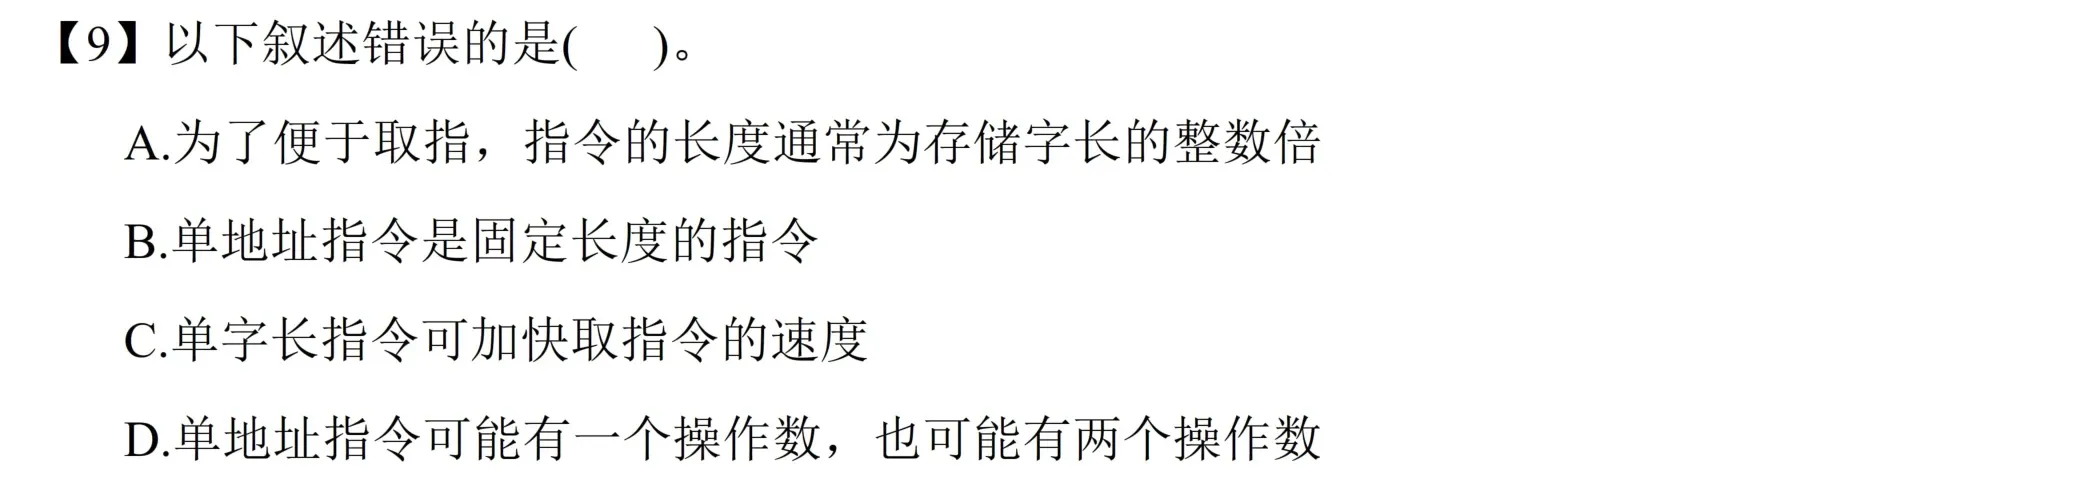 【9】以下叙述错误的是(    )。
A.为了便于取指，指令的长度通常为存储字长的整数倍
B.单地址指令是固定长度的指令
C.单字长指令可加快取指令的速度
D.单地址指令可能有一个操作数，也可能有两个操作数